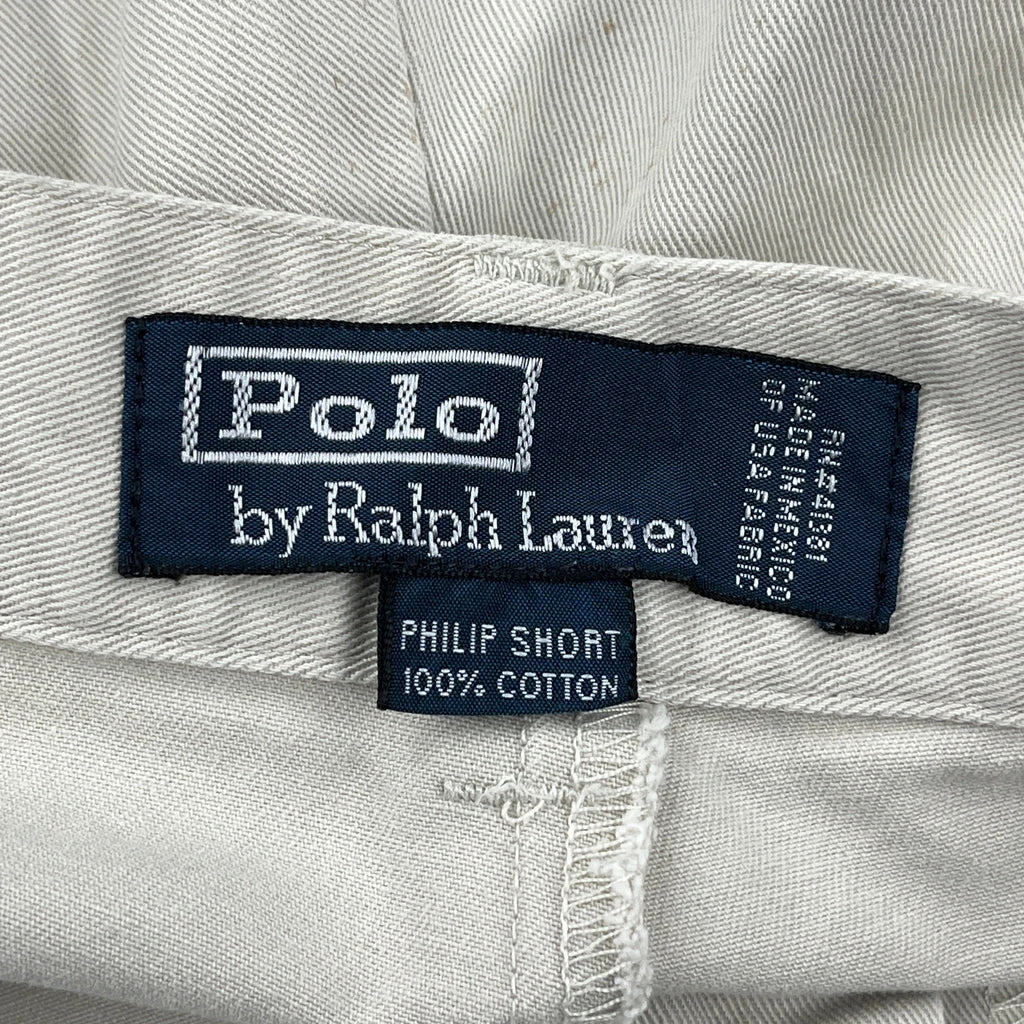 Polo
by Ralph Lauren
RN#41381
MADE IN MEXICO
OF USA FABRIC
PHILIP SHORT
100% COTTON